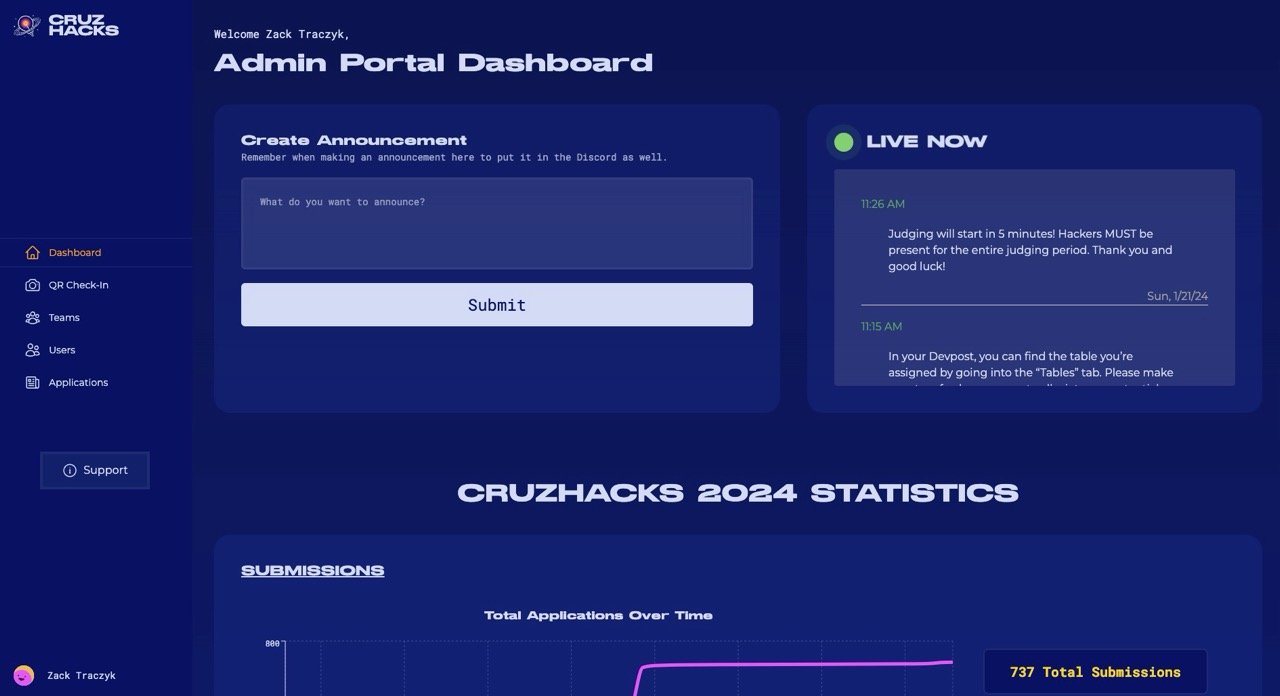 CRUZ
HACKS
Dashboard
QR Check-In
Teams
Users
Applications
Support
Zack Traczyk
Welcome Zack Traczyk,
Admin Portal Dashboard
Create Announcement
Remember when making an announcement here to put it in the Discord as well.
What do you want to announce?
Submit
LIVE NOW
11:26 AM
Judging will start in 5 minutes! Hackers MUST be
present for the entire judging period. Thank you and
good luck!
Sun, 1/21/24
11:15 AM
In your Devpost, you can find the table you’re
assigned by going into the “Tables” tab. Please make
CRUZHACKS 2024 STATISTICS
SUBMISSIONS
Total Applications Over Time
800
737 Total Submissions